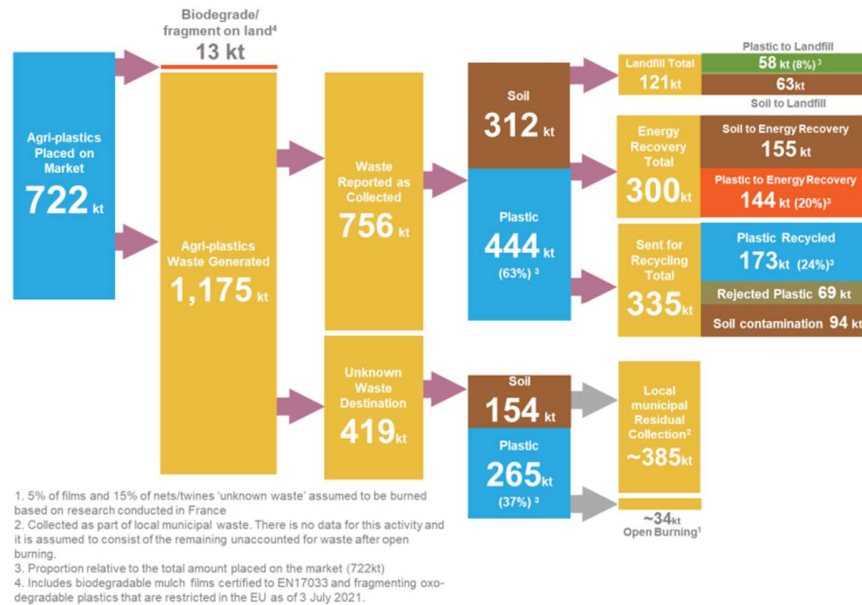 Biodegrade/
fragment on land⁴
13 kt
Agri-plastics
Placed on
Market
722 kt
Agri-plastics
Waste Generated
1,175 kt
Waste
Reported as
Collected
756 kt
Unknown
Waste
Destination
419kt
Soil
312 kt
Plastic
444 kt
(63%) ³
Soil
154 kt
Plastic
265kt
(37%) ³
Landfill Total
121kt
Plastic to Landfill
58 kt (8%) ³
63kt
Soil to Landfill
Energy
Recovery
Total
300kt
Soil to Energy Recovery
155 kt
Plastic to Energy Recovery
144 kt (20%)³
Sent for
Recycling
Total
335kt
Plastic Recycled
173kt (24%)³
Rejected Plastic 69 kt
Soil contamination 94 kt
Local
municipal
Residual
Collection²
~385kt
~34kt
Open Burning¹
1. 5% of films and 15% of nets/twines ‘unknown waste’ assumed to be burned
based on research conducted in France
2. Collected as part of local municipal waste. There is no data for this activity and
it is assumed to consist of the remaining unaccounted for waste after open
burning.
3. Proportion relative to the total amount placed on the market (722kt)
4. Includes biodegradable mulch films certified to EN17033 and fragmenting oxo-
degradable plastics that are restricted in the EU as of 3 July 2021.